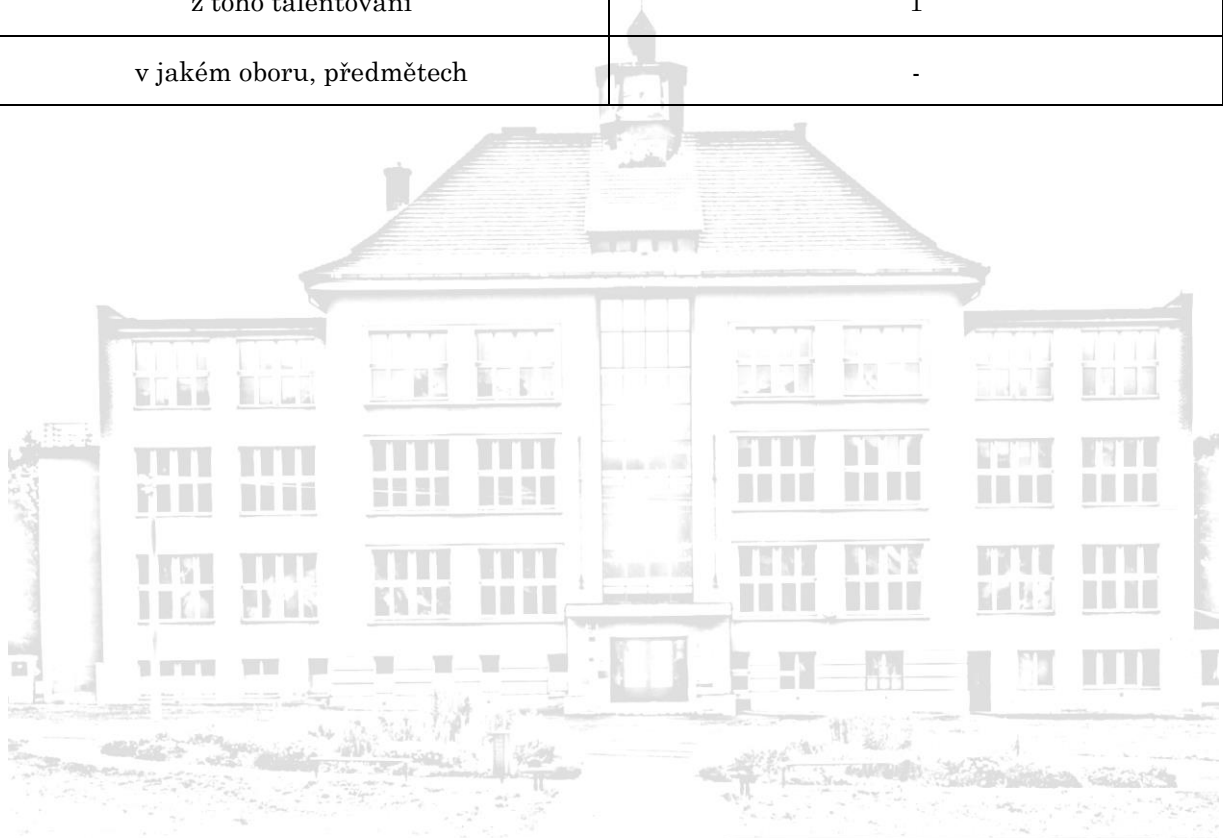 z toho talentovaní 1
v jakém oboru, předmětech -